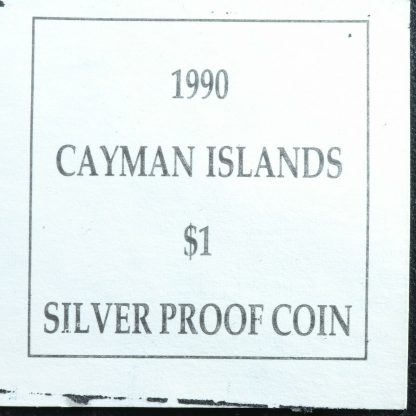 1990
CAYMAN ISLANDS
$1
SILVER PROOF COIN